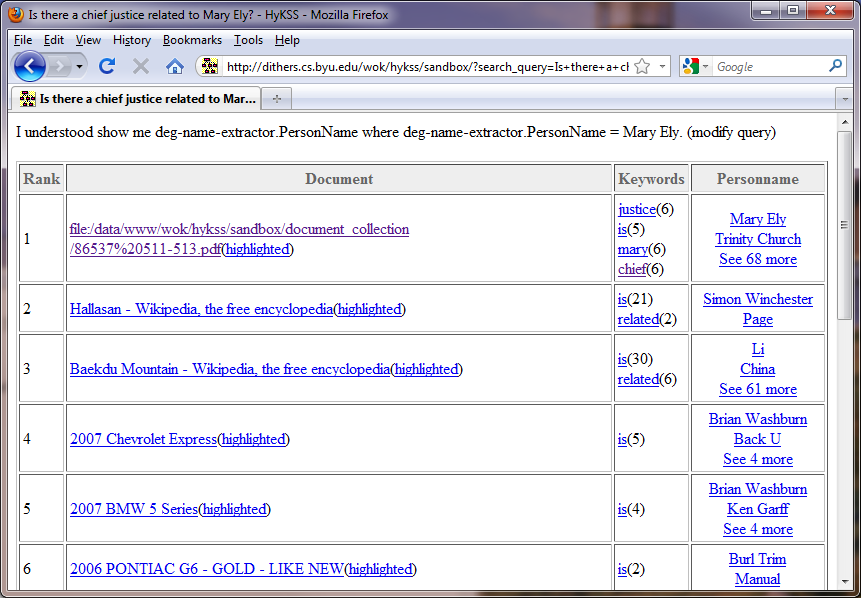 Is there a chief justice related to Mary Ely? - HyKSS - Mozilla Firefox
File Edit View History Bookmarks Tools Help
http://dithers.cs.byu.edu/wok/hykss/sandbox/?search_query=Is+there+a+cl
Google
Is there a chief justice related to Mar...
I understood show me deg-name-extractor.PersonName where deg-name-extractor.PersonName = Mary Ely. (modify query)
Rank Document Keywords Personname
1
file:/data/www/wok/hykss/sandbox/document_collection
/86537%20511-513.pdf(highlighted)
justice(6)
is(5)
mary(6)
chief(6)
Mary Ely
Trinity Church
See 68 more
2
Hallasan - Wikipedia, the free encyclopedia(highlighted)
is(21)
related(2)
Simon Winchester
Page
3
Baekdu Mountain - Wikipedia, the free encyclopedia(highlighted)
is(30)
related(6)
Li
China
See 61 more
4
2007 Chevrolet Express(highlighted)
is(5)
Brian Washburn
Back U
See 4 more
5
2007 BMW 5 Series(highlighted)
is(4)
Brian Washburn
Ken Garff
See 4 more
6
2006 PONTIAC G6 - GOLD - LIKE NEW(highlighted)
is(2)
Burl Trim
Manual